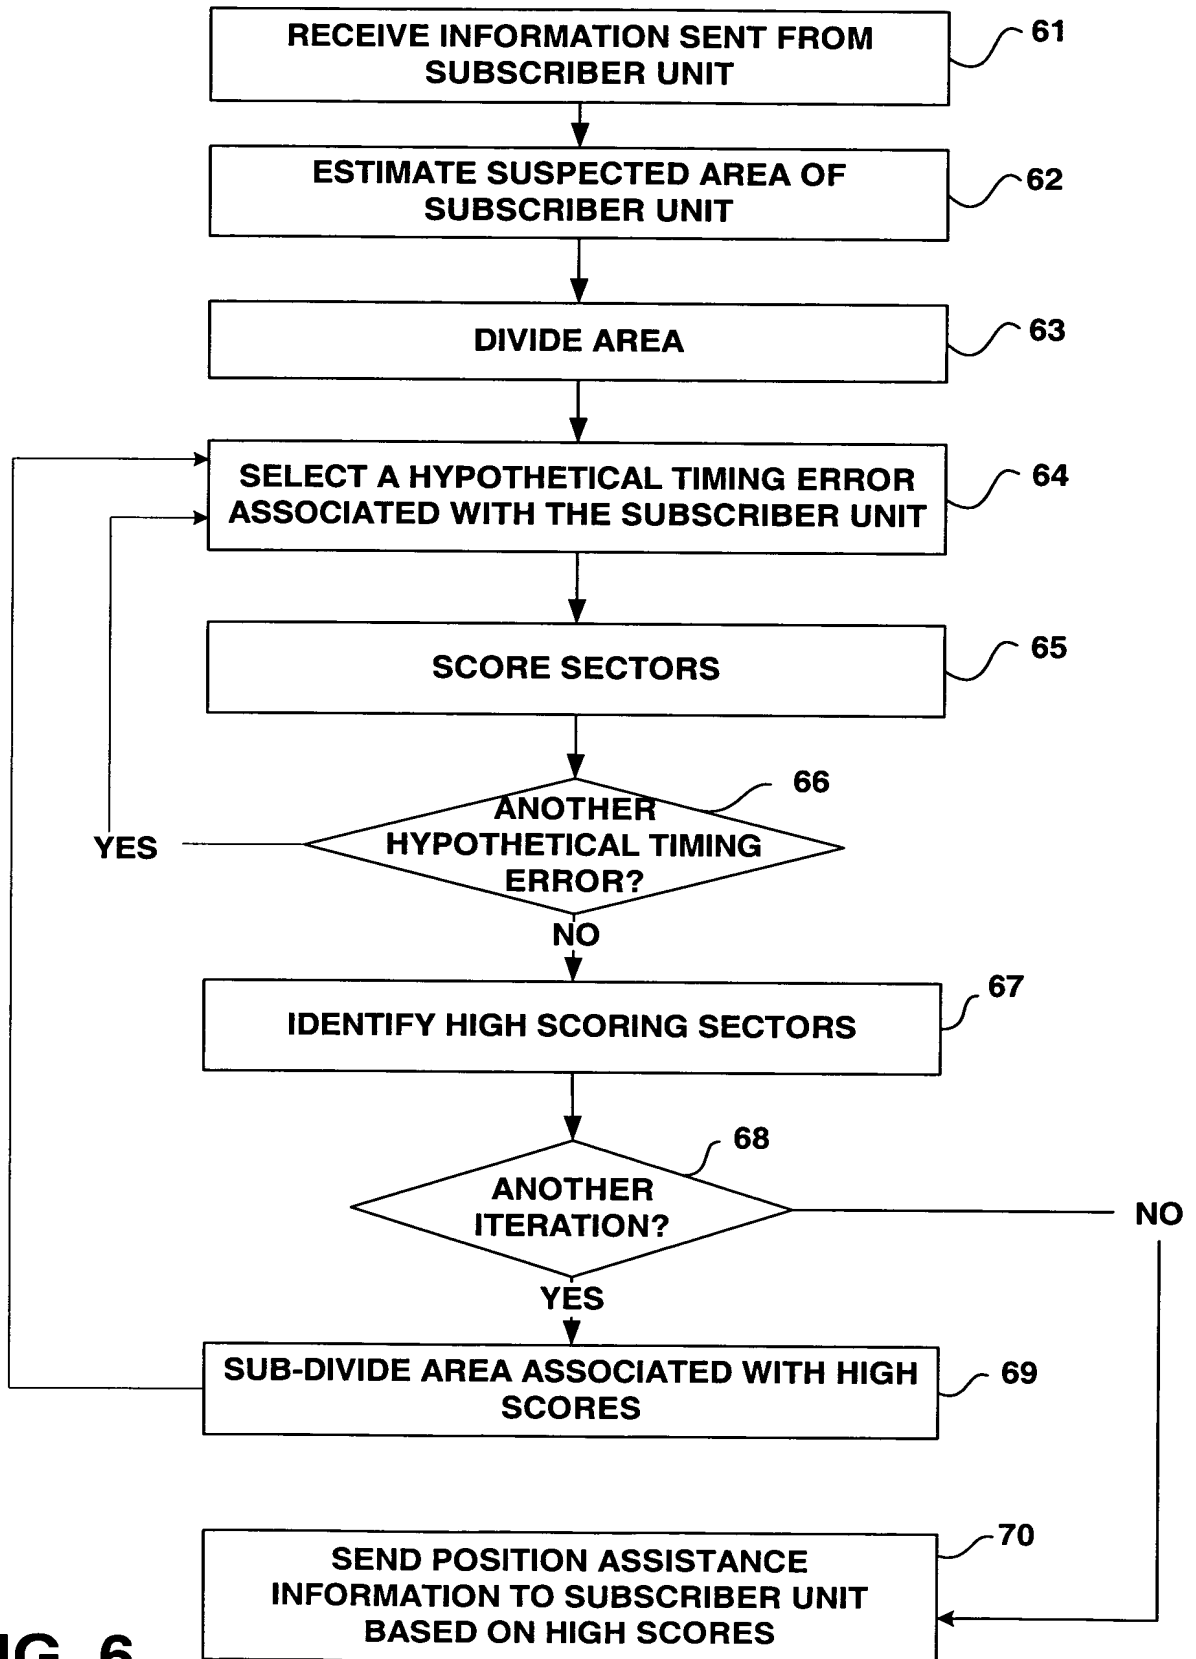 RECEIVE INFORMATION SENT FROM
SUBSCRIBER UNIT
61
ESTIMATE SUSPECTED AREA OF
SUBSCRIBER UNIT
62
DIVIDE AREA
63
SELECT A HYPOTHETICAL TIMING ERROR
ASSOCIATED WITH THE SUBSCRIBER UNIT
64
SCORE SECTORS
65
66
ANOTHER
HYPOTHETICAL TIMING
ERROR?
YES
NO
IDENTIFY HIGH SCORING SECTORS
67
68
ANOTHER
ITERATION?
NO
YES
SUB-DIVIDE AREA ASSOCIATED WITH HIGH
SCORES
69
SEND POSITION ASSISTANCE
INFORMATION TO SUBSCRIBER UNIT
BASED ON HIGH SCORES
70